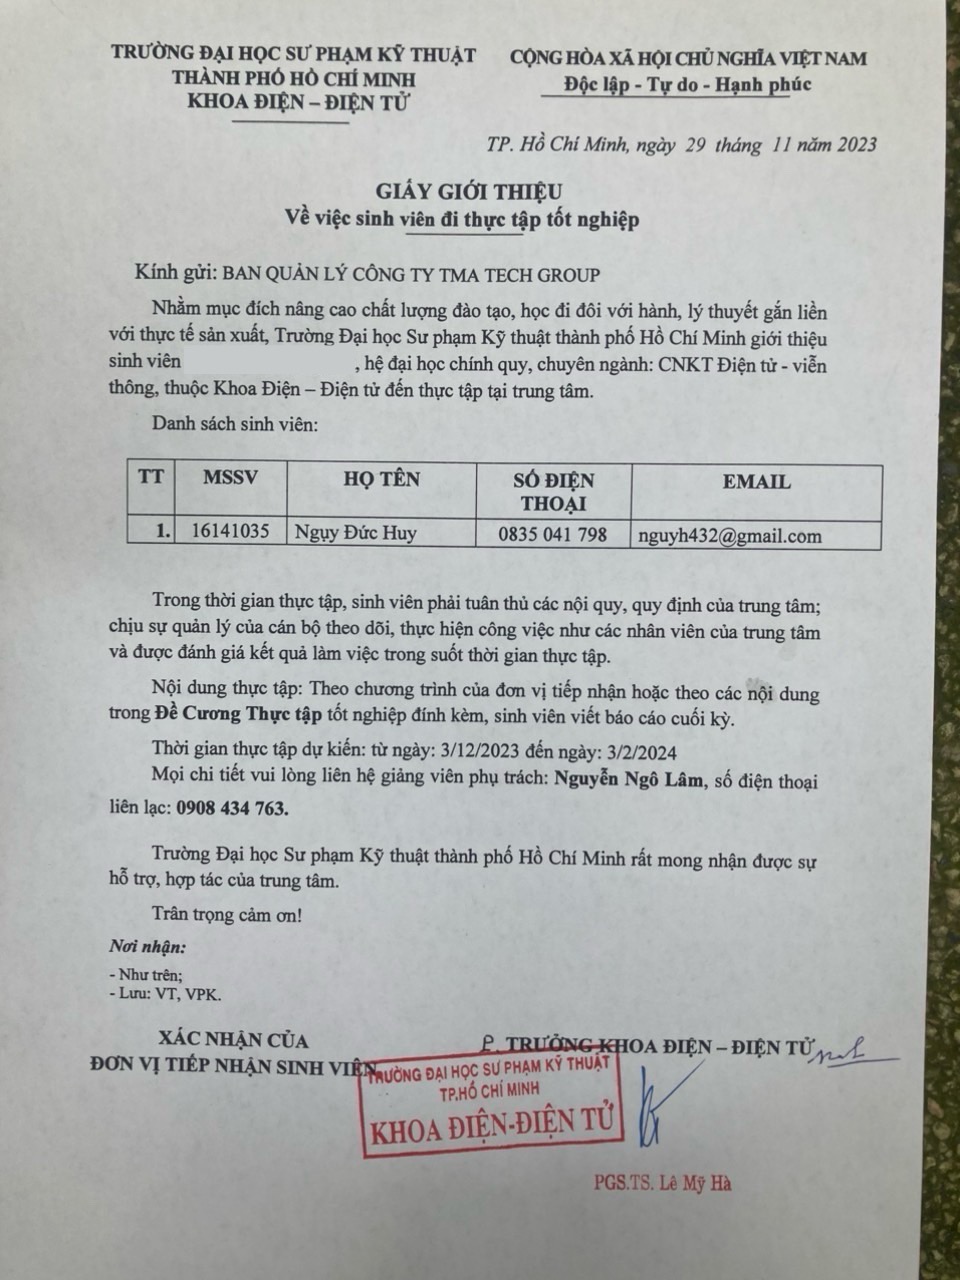 TRƯỜNG ĐẠI HỌC SƯ PHẠM KỸ THUẬT
THÀNH PHỐ HỒ CHÍ MINH
KHOA ĐIỆN – ĐIỆN TỬ
CỘNG HÒA XÃ HỘI CHỦ NGHĨA VIỆT NAM
Độc lập - Tự do - Hạnh phúc
TP. Hồ Chí Minh, ngày 29 tháng 11 năm 2023
GIẤY GIỚI THIỆU
Về việc sinh viên đi thực tập tốt nghiệp
Kính gửi: BAN QUẢN LÝ CÔNG TY TMA TECH GROUP
Nhằm mục đích nâng cao chất lượng đào tạo, học đi đôi với hành, lý thuyết gắn liền
với thực tế sản xuất, Trường Đại học Sư phạm Kỹ thuật thành phố Hồ Chí Minh giới thiệu
sinh viên , hệ đại học chính quy, chuyên ngành: CNKT Điện tử - viễn
thông, thuộc Khoa Điện – Điện tử đến thực tập tại trung tâm.
Danh sách sinh viên:
TT MSSV HỌ TÊN SỐ ĐIỆN THOẠI EMAIL
1. 16141035 Ngụy Đức Huy 0835 041 798 nguyh432@gmail.com
Trong thời gian thực tập, sinh viên phải tuân thủ các nội quy, quy định của trung tâm;
chịu sự quản lý của cán bộ theo dõi, thực hiện công việc như các nhân viên của trung tâm
và được đánh giá kết quả làm việc trong suốt thời gian thực tập.
Nội dung thực tập: Theo chương trình của đơn vị tiếp nhận hoặc theo các nội dung
trong Đề Cương Thực tập tốt nghiệp đính kèm, sinh viên viết báo cáo cuối kỳ.
Thời gian thực tập dự kiến: từ ngày: 3/12/2023 đến ngày: 3/2/2024
Mọi chi tiết vui lòng liên hệ giảng viên phụ trách: Nguyễn Ngô Lâm, số điện thoại
liên lạc: 0908 434 763.
Trường Đại học Sư phạm Kỹ thuật thành phố Hồ Chí Minh rất mong nhận được sự
hỗ trợ, hợp tác của trung tâm.
Trân trọng cảm ơn!
Nơi nhận:
- Như trên;
- Lưu: VT, VPK.
XÁC NHẬN CỦA
ĐƠN VỊ TIẾP NHẬN SINH VIÊN
P. TRƯỞNG KHOA ĐIỆN – ĐIỆN TỬ
TRƯỜNG ĐẠI HỌC SƯ PHẠM KỸ THUẬT
TP.HỒ CHÍ MINH
KHOA ĐIỆN-ĐIỆN TỬ
PGS.TS. Lê Mỹ Hà